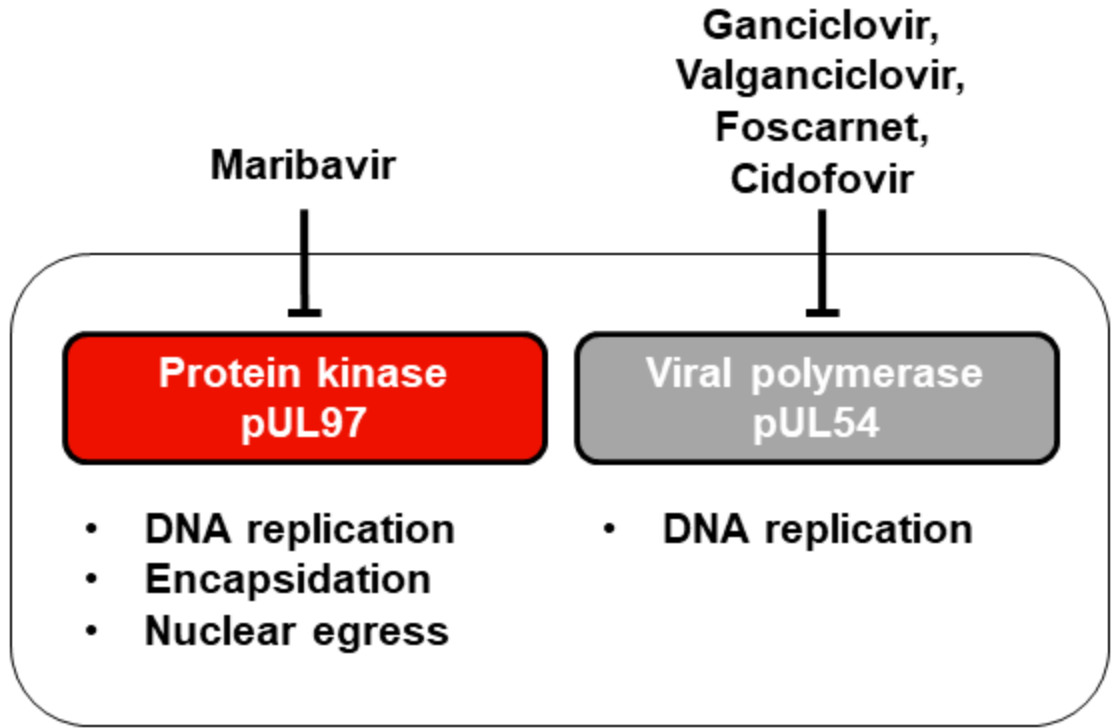 Maribavir
Ganciclovir,
Valganciclovir,
Foscarnet,
Cidofovir
Protein kinase
pUL97
• DNA replication
• Encapsidation
• Nuclear egress
Viral polymerase
pUL54
• DNA replication